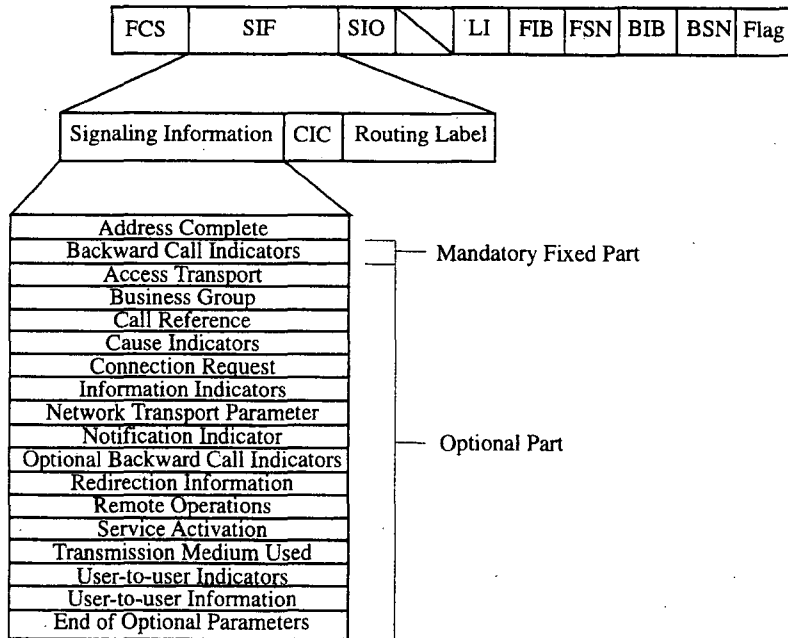 FCS SIF SIO LI FIB FSN BIB BSN Flag
Signaling Information CIC Routing Label
Address Complete
Backward Call Indicators
Mandatory Fixed Part
Access Transport
Business Group
Call Reference
Cause Indicators
Connection Request
Information Indicators
Network Transport Parameter
Notification Indicator
Optional Part
Optional Backward Call Indicators
Redirection Information
Remote Operations
Service Activation
Transmission Medium Used
User-to-user Indicators
User-to-user Information
End of Optional Parameters